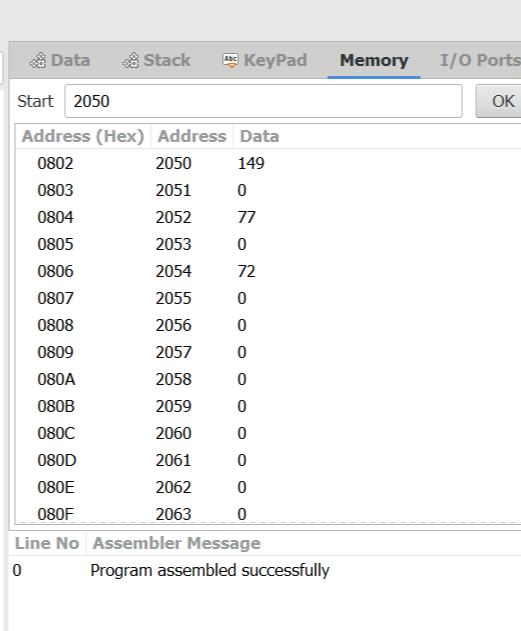 Data Stack Abc KeyPad Memory I/O Ports
Start 2050 OK
Address (Hex) Address Data
0802 2050 149
0803 2051 0
0804 2052 77
0805 2053 0
0806 2054 72
0807 2055 0
0808 2056 0
0809 2057 0
080A 2058 0
080B 2059 0
080C 2060 0
080D 2061 0
080E 2062 0
080F 2063 0
Line No Assembler Message
0 Program assembled successfully